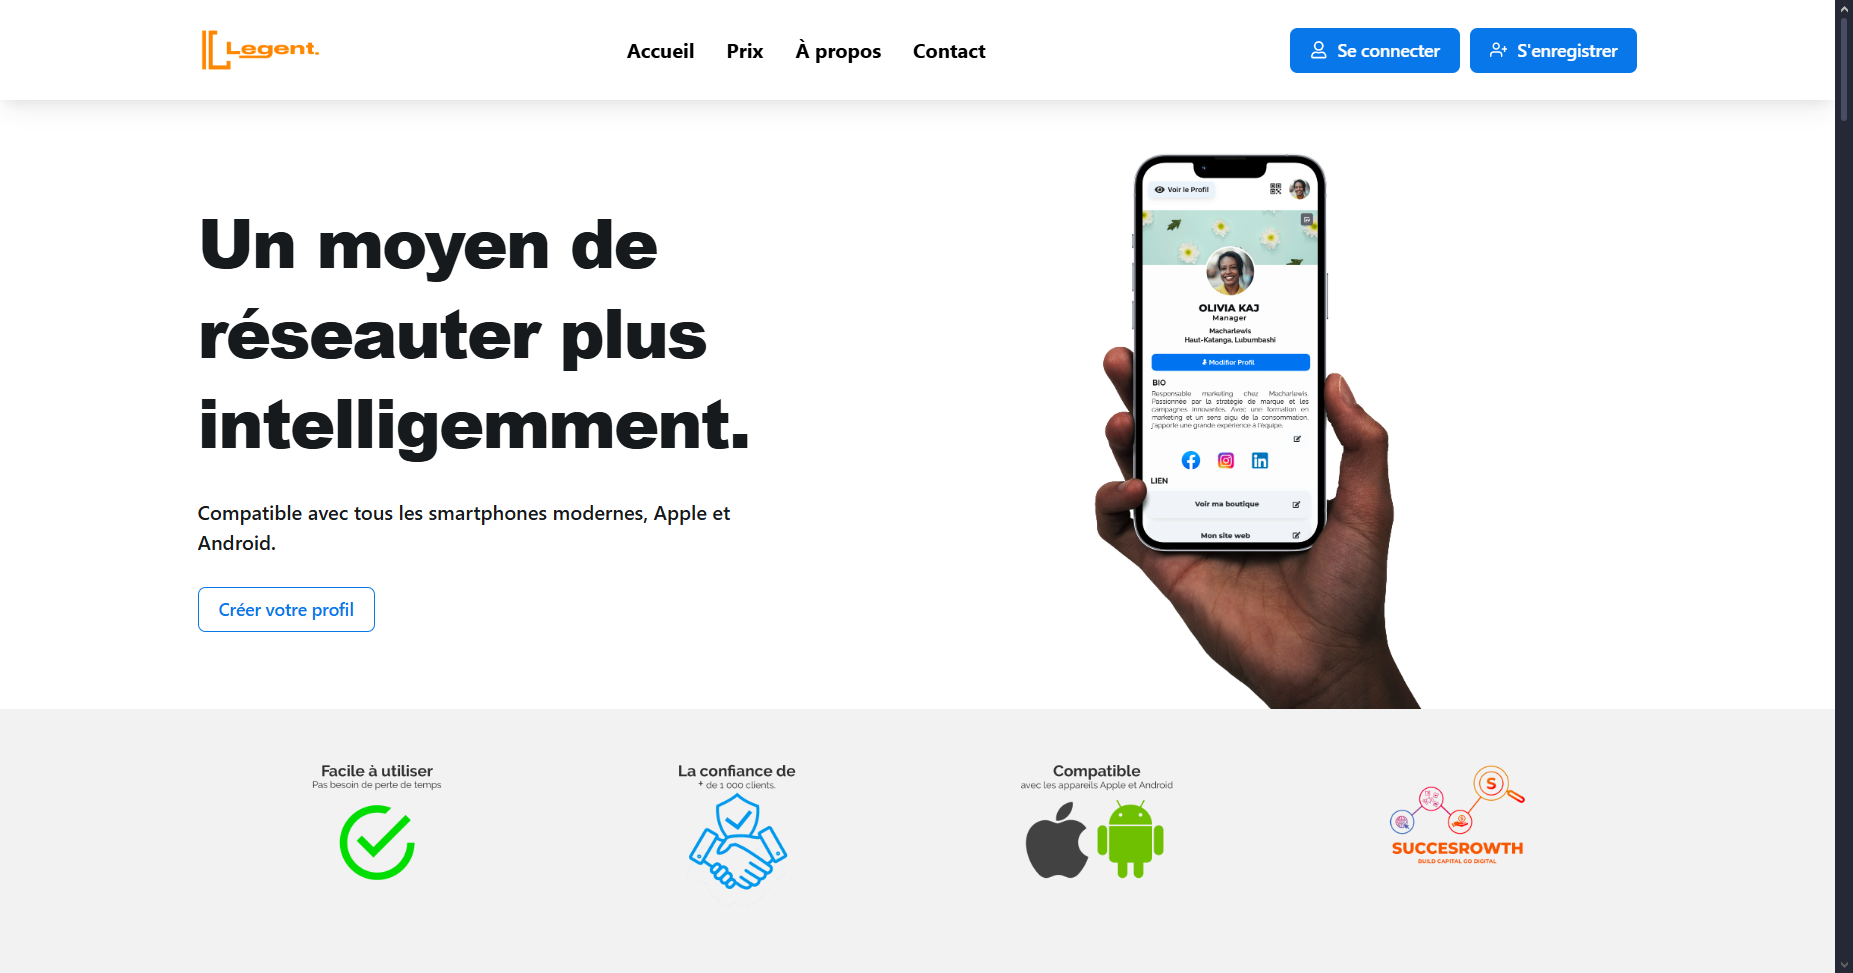 Legent.
Accueil
Prix
À propos
Contact
Se connecter
S'enregistrer
Un moyen de
réseauter plus
intelligemment.
Compatible avec tous les smartphones modernes, Apple et
Android.
Créer votre profil
Voir le Profil
OLIVIA KAJ
Manager
Macharlewis
Haut-Katanga, Lubumbashi
Modifier Profil
BIO
Responsable marketing chez Macharlewis.
Passionnée par la stratégie de marque et les
campagnes innovantes. Avec une formation en
marketing et un sens aigu de la consommation,
j'apporte une grande expérience à l'équipe.
LIEN
Voir ma boutique
Mon site web
Facile à utiliser
Pas besoin de perte de temps
La confiance de
+ de 1 000 clients.
Compatible
avec les appareils Apple et Android
S
SUCCESROWTH
BUILD CAPITAL GO DIGITAL